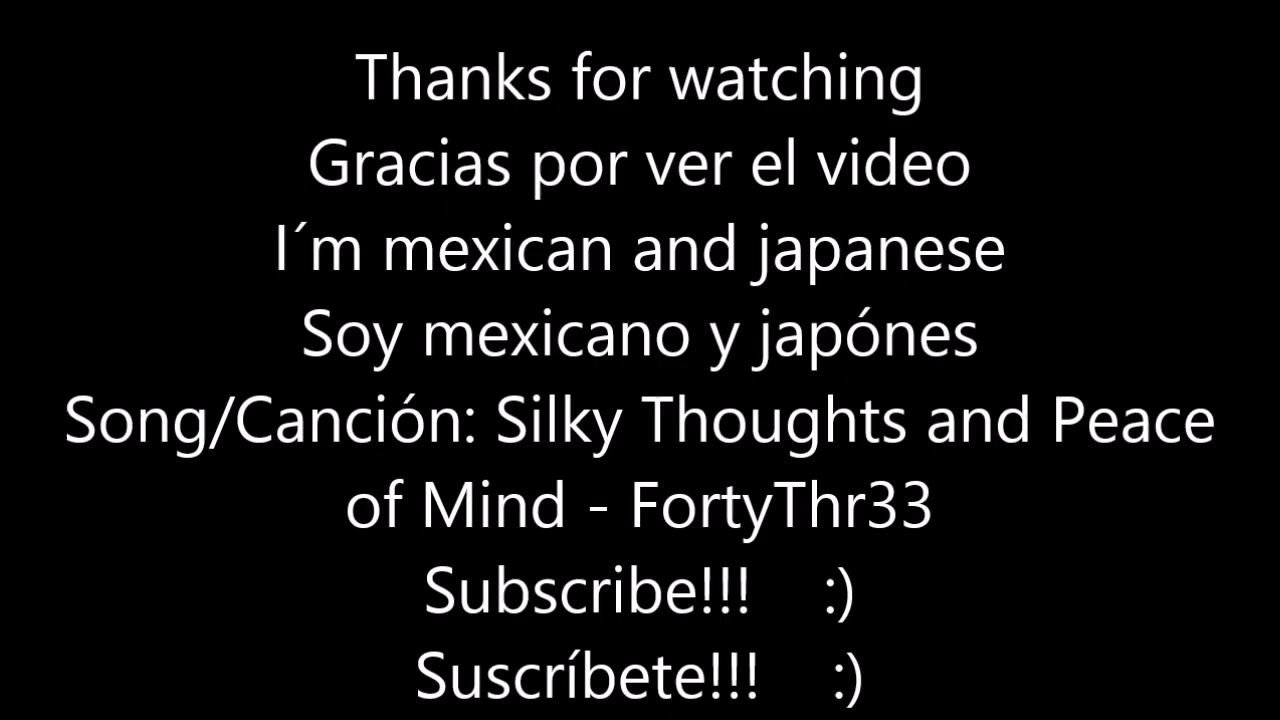 Thanks for watching
Gracias por ver el video
I´m mexican and japanese
Soy mexicano y japónes
Song/Canción: Silky Thoughts and Peace
of Mind - FortyThr33
Subscribe!!!    :)
Suscríbete!!!    :)